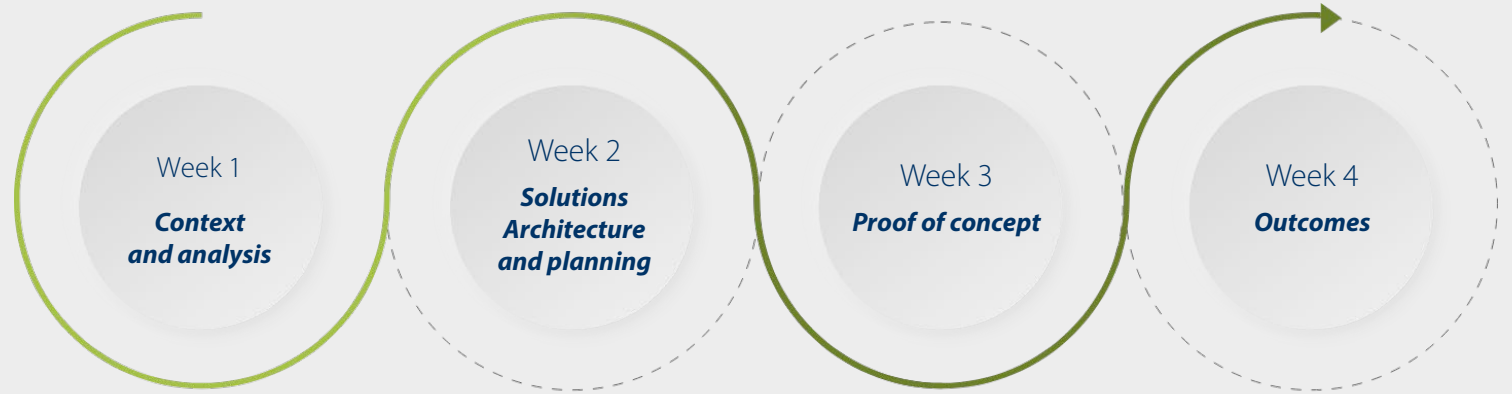 Week 1
Context
and analysis
Week 2
Solutions
Architecture
and planning
Week 3
Proof of concept
Week 4
Outcomes